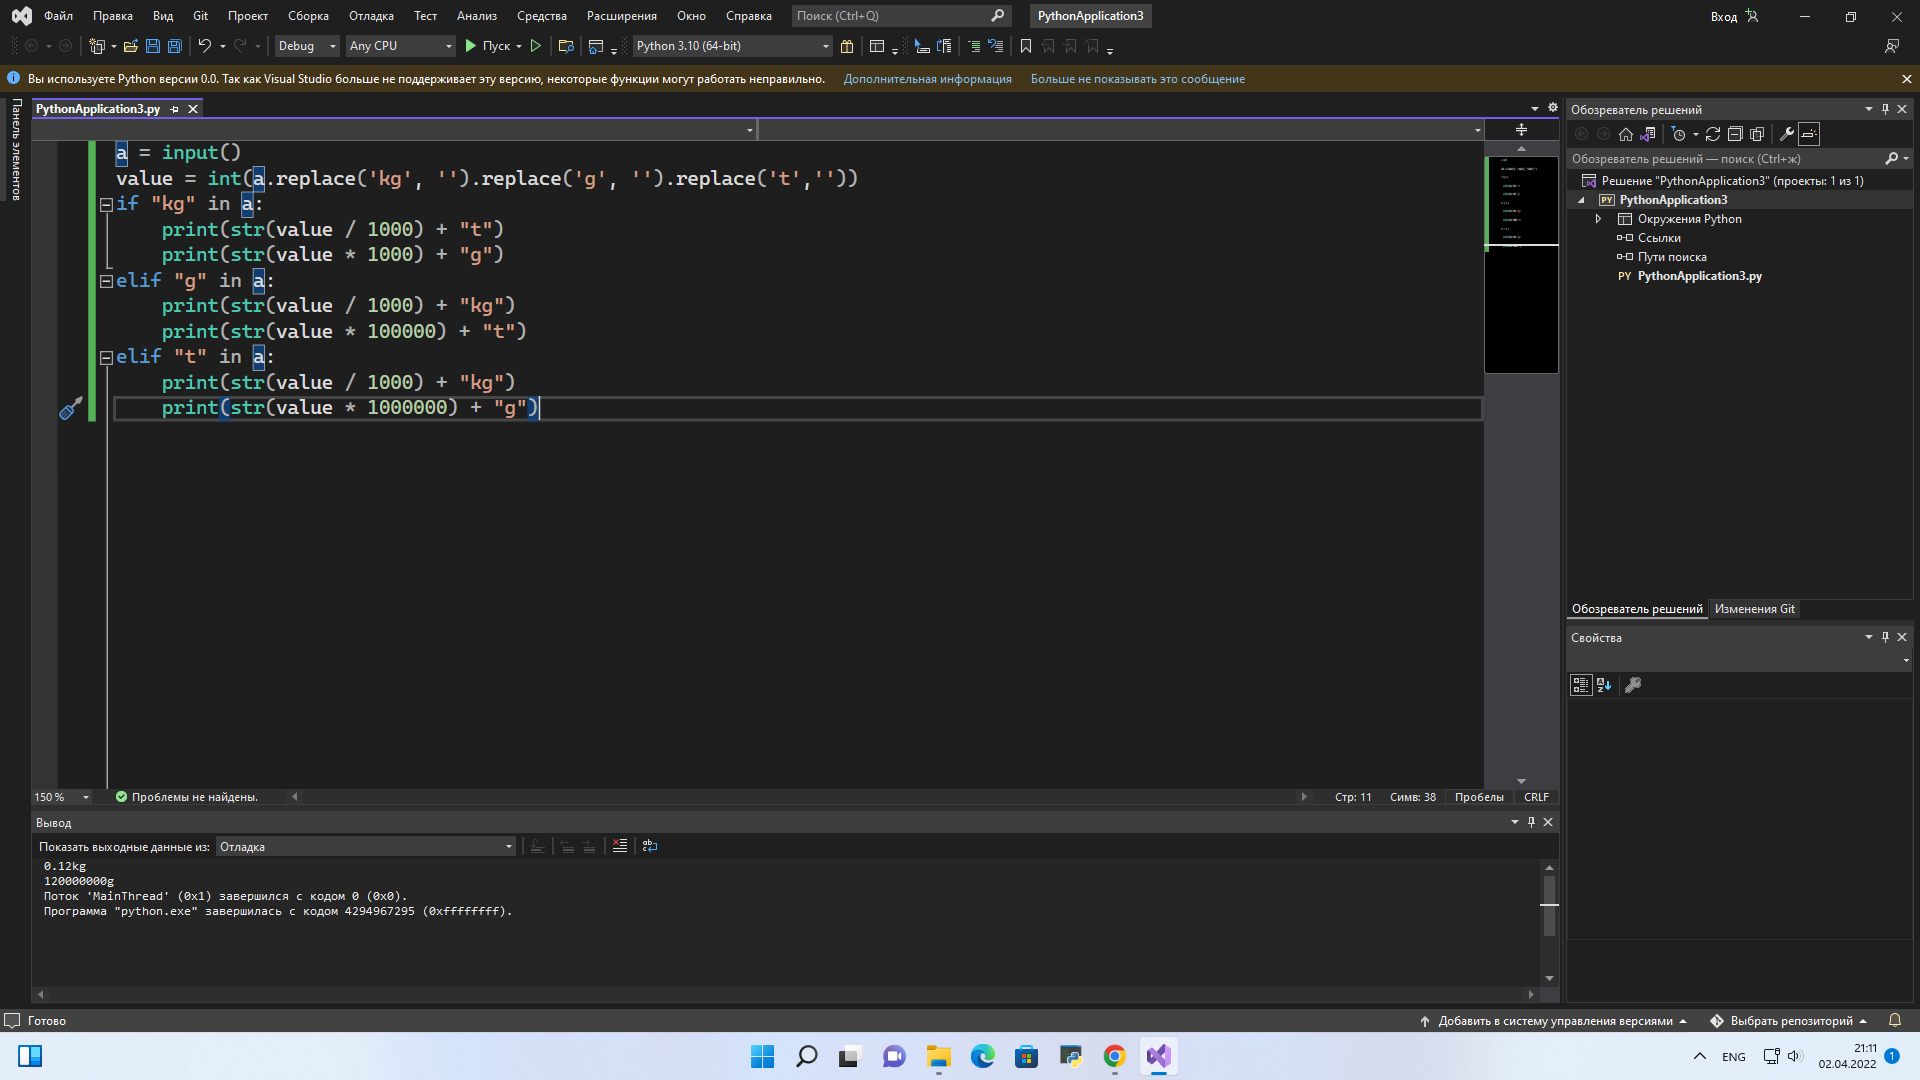 Файл Правка Вид Git Проект Сборка Отладка Тест Анализ Средства Расширения Окно Справка Поиск (Ctrl+Q) PythonApplication3 Вход
Debug Any CPU Пуск Python 3.10 (64-bit)
Вы используете Python версии 0.0. Так как Visual Studio больше не поддерживает эту версию, некоторые функции могут работать неправильно. Дополнительная информация Больше не показывать это сообщение
Панель элементов
PythonApplication3.py
a = input()
value = int(a.replace('kg', '').replace('g', '').replace('t',''))
if "kg" in a:
    print(str(value / 1000) + "t")
    print(str(value * 1000) + "g")
elif "g" in a:
    print(str(value / 1000) + "kg")
    print(str(value * 100000) + "t")
elif "t" in a:
    print(str(value / 1000) + "kg")
    print(str(value * 1000000) + "g")
150 % Проблемы не найдены. Стр: 11 Симв: 38 Пробелы CRLF
Вывод
Показать выходные данные из: Отладка
0.12kg
120000000g
Поток 'MainThread' (0x1) завершился с кодом 0 (0x0).
Программа "python.exe" завершилась с кодом 4294967295 (0xffffffff).
Обозреватель решений
Обозреватель решений — поиск (Ctrl+ж)
Решение "PythonApplication3" (проекты: 1 из 1)
PY PythonApplication3
Окружения Python
Ссылки
Пути поиска
PY PythonApplication3.py
Обозреватель решений Изменения Git
Свойства
Готово Добавить в систему управления версиями Выбрать репозиторий
ENG 21:11
02.04.2022 1